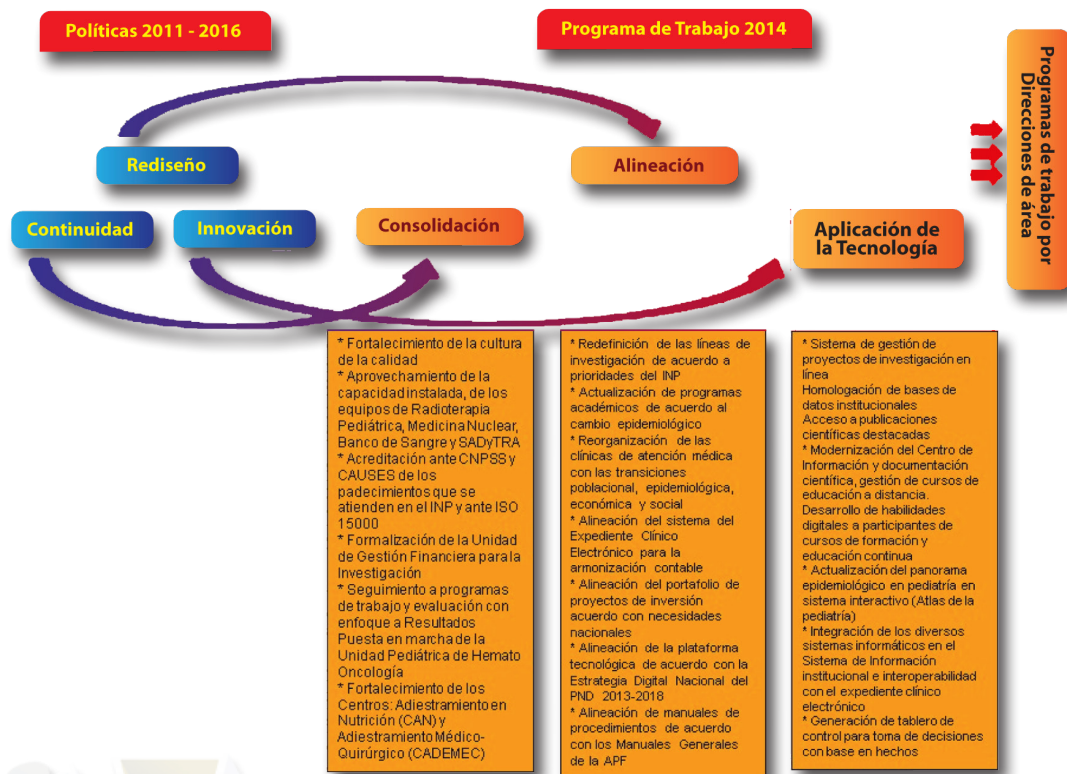 Políticas 2011 - 2016
Programa de Trabajo 2014
Programas de trabajo por
Direcciones de área
Rediseño
Alineación
Continuidad
Innovación
Consolidación
Aplicación de
la Tecnología
* Fortalecimiento de la cultura
de la calidad
* Aprovechamiento de la
capacidad instalada, de los
equipos de Radioterapia
Pediátrica, Medicina Nuclear,
Banco de Sangre y SADyTRA
* Acreditación ante CNPSS y
CAUSES de los
padecimientos que se
atienden en el INP y ante ISO
15000
* Formalización de la Unidad
de Gestión Financiera para la
Investigación
* Seguimiento a programas
de trabajo y evaluación con
enfoque a Resultados
Puesta en marcha de la
Unidad Pediátrica de Hemato
Oncología
* Fortalecimiento de los
Centros: Adiestramiento en
Nutrición (CAN) y
Adiestramiento Médico-
Quirúrgico (CADEMEC)
* Redefinición de las líneas de
investigación de acuerdo a
prioridades del INP
* Actualización de programas
académicos de acuerdo al
cambio epidemiológico
* Reorganización de las
clínicas de atención médica
con las transiciones
poblacional, epidemiológica,
económica y social
* Alineación del sistema del
Expediente Clínico
Electrónico para la
armonización contable
* Alineación del portafolio de
proyectos de inversión
acuerdo con necesidades
nacionales
* Alineación de la plataforma
tecnológica de acuerdo con la
Estrategia Digital Nacional del
PND 2013-2018
* Alineación de manuales de
procedimientos de acuerdo
con los Manuales Generales
de la APF
* Sistema de gestión de
proyectos de investigación en
línea
Homologación de bases de
datos institucionales
Acceso a publicaciones
científicas destacadas
* Modernización del Centro de
Información y documentación
científica, gestión de cursos de
educación a distancia.
Desarrollo de habilidades
digitales a participantes de
cursos de formación y
educación continua
* Actualización del panorama
epidemiológico en pediatría en
sistema interactivo (Atlas de la
pediatría)
* Integración de los diversos
sistemas informáticos en el
Sistema de Información
institucional e interoperabilidad
con el expediente clínico
electrónico
* Generación de tablero de
control para toma de decisiones
con base en hechos